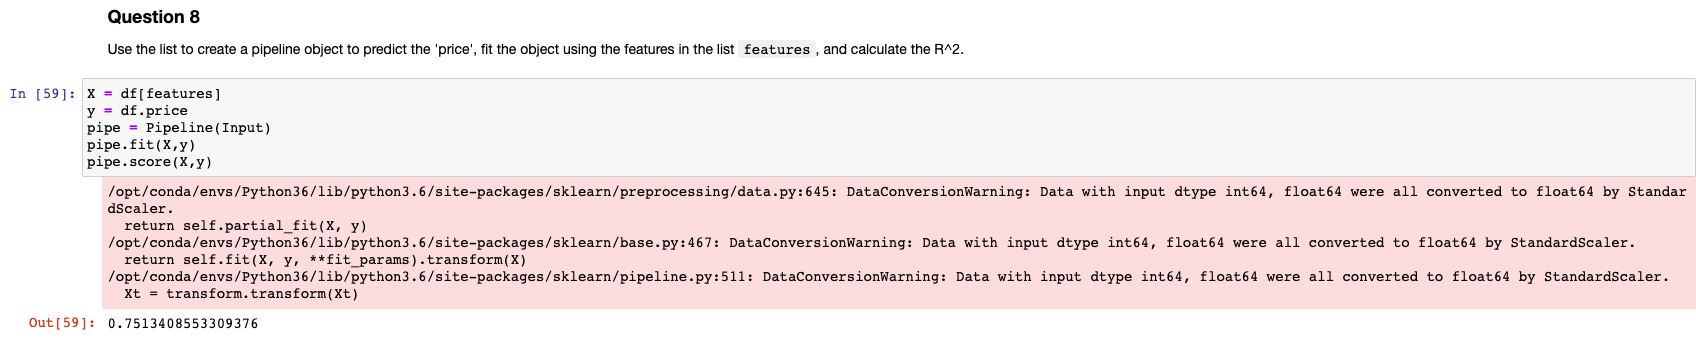 Question 8
Use the list to create a pipeline object to predict the 'price', fit the object using the features in the list features , and calculate the R^2.
In [59]: X = df[features]
y = df.price
pipe = Pipeline(Input)
pipe.fit(X,y)
pipe.score(X,y)
/opt/conda/envs/Python36/lib/python3.6/site-packages/sklearn/preprocessing/data.py:645: DataConversionWarning: Data with input dtype int64, float64 were all converted to float64 by Standar
dScaler.
  return self.partial_fit(X, y)
/opt/conda/envs/Python36/lib/python3.6/site-packages/sklearn/base.py:467: DataConversionWarning: Data with input dtype int64, float64 were all converted to float64 by StandardScaler.
  return self.fit(X, y, **fit_params).transform(X)
/opt/conda/envs/Python36/lib/python3.6/site-packages/sklearn/pipeline.py:511: DataConversionWarning: Data with input dtype int64, float64 were all converted to float64 by StandardScaler.
  Xt = transform.transform(Xt)
Out[59]: 0.7513408553309376